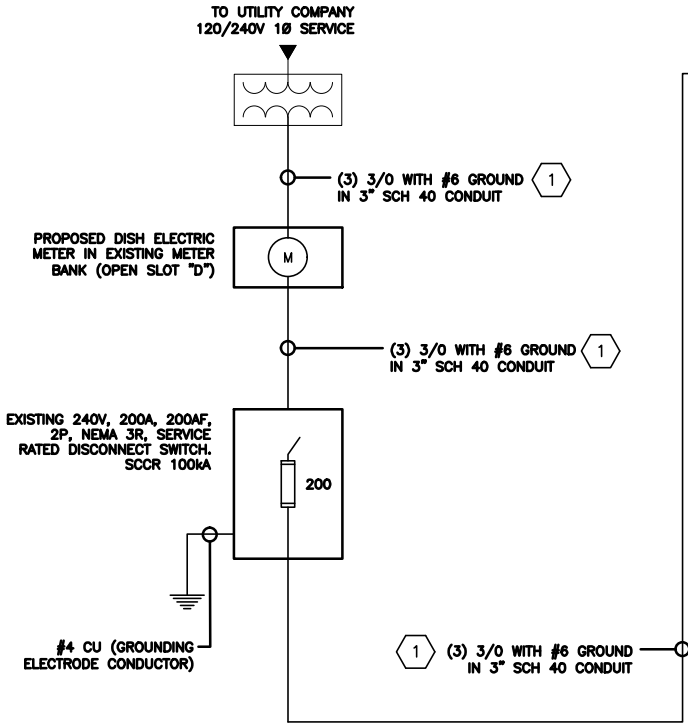 TO UTILITY COMPANY
120/240V 1Ø SERVICE
(3) 3/0 WITH #6 GROUND
IN 3" SCH 40 CONDUIT
1
PROPOSED DISH ELECTRIC
METER IN EXISTING METER
BANK (OPEN SLOT "D")
M
(3) 3/0 WITH #6 GROUND
IN 3" SCH 40 CONDUIT
1
EXISTING 240V, 200A, 200AF,
2P, NEMA 3R, SERVICE
RATED DISCONNECT SWITCH.
SCCR 100kA
200
#4 CU (GROUNDING
ELECTRODE CONDUCTOR)
1
(3) 3/0 WITH #6 GROUND
IN 3" SCH 40 CONDUIT